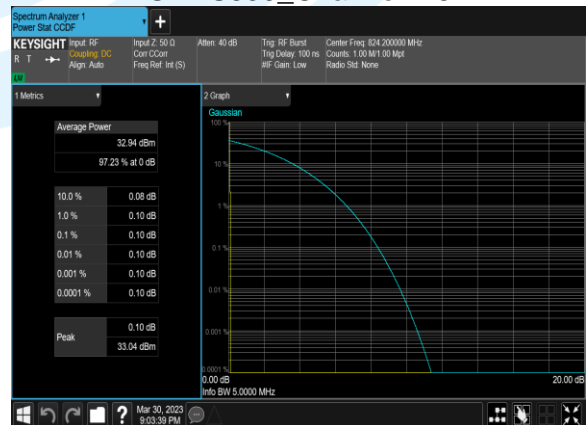 Spectrum Analyzer 1
Power Stat CCDF
KEYSIGHT
R T
LW
Input: RF
Coupling: DC
Align: Auto
Input Z: 50 Ω
Corr CCorr
Freq Ref: Int (S)
Atten: 40 dB
Trig: RF Burst
Trig Delay: 100 ns
#IF Gain: Low
Center Freq: 824.200000 MHz
Counts: 1.00 M/1.00 Mpt
Radio Std: None
1 Metrics
Average Power
32.94 dBm
97.23 % at 0 dB
10.0 % 0.08 dB
1.0 % 0.10 dB
0.1 % 0.10 dB
0.01 % 0.10 dB
0.001 % 0.10 dB
0.0001 % 0.10 dB
Peak
0.10 dB
33.04 dBm
2 Graph
Gaussian
100 %
10 %
1 %
0.1 %
0.01 %
0.001 %
0.0001 %
0.00 dB 20.00 dB
Info BW 5.0000 MHz
Mar 30, 2023
9:03:39 PM